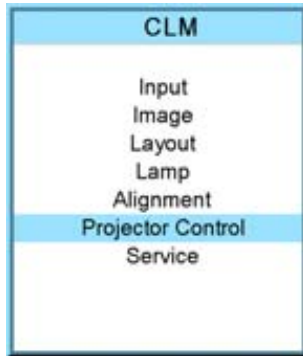 CLM
Input
Image
Layout
Lamp
Alignment
Projector Control
Service